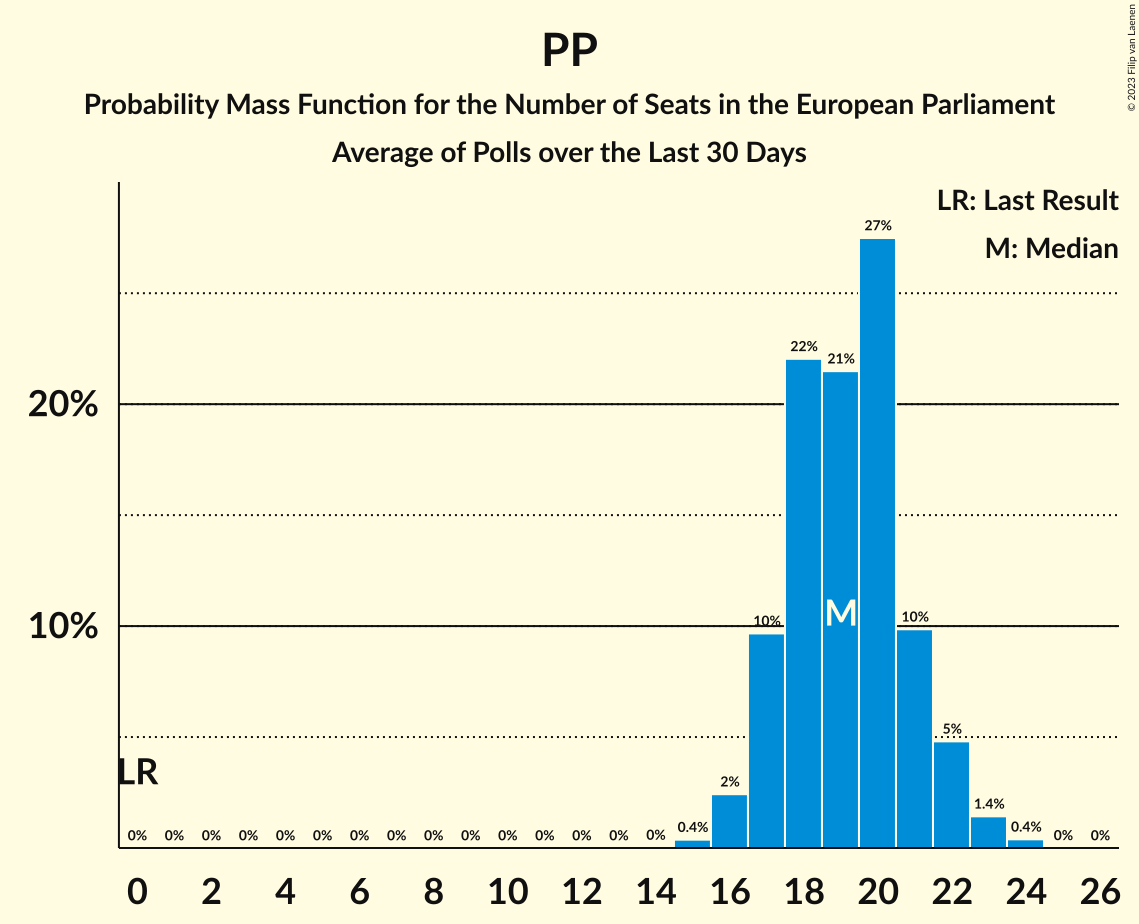 PP
Probability Mass Function for the Number of Seats in the European Parliament
Average of Polls over the Last 30 Days
© 2023 Filip van Laenen
LR: Last Result
M: Median
27%
22%
21%
20%
10%
10%
10%
M
5%
LR
2%
1.4%
0% 0% 0% 0% 0% 0% 0% 0% 0% 0% 0% 0% 0% 0% 0% 0.4% 0.4% 0% 0%
0 2 4 6 8 10 12 14 16 18 20 22 24 26